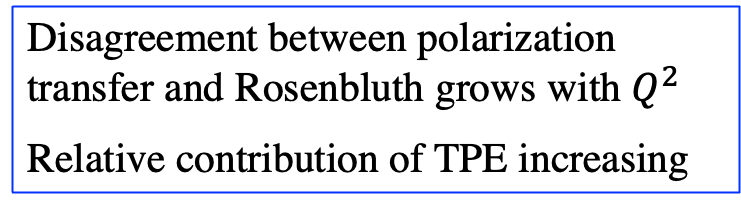 Disagreement between polarization
transfer and Rosenbluth grows with Q²
Relative contribution of TPE increasing